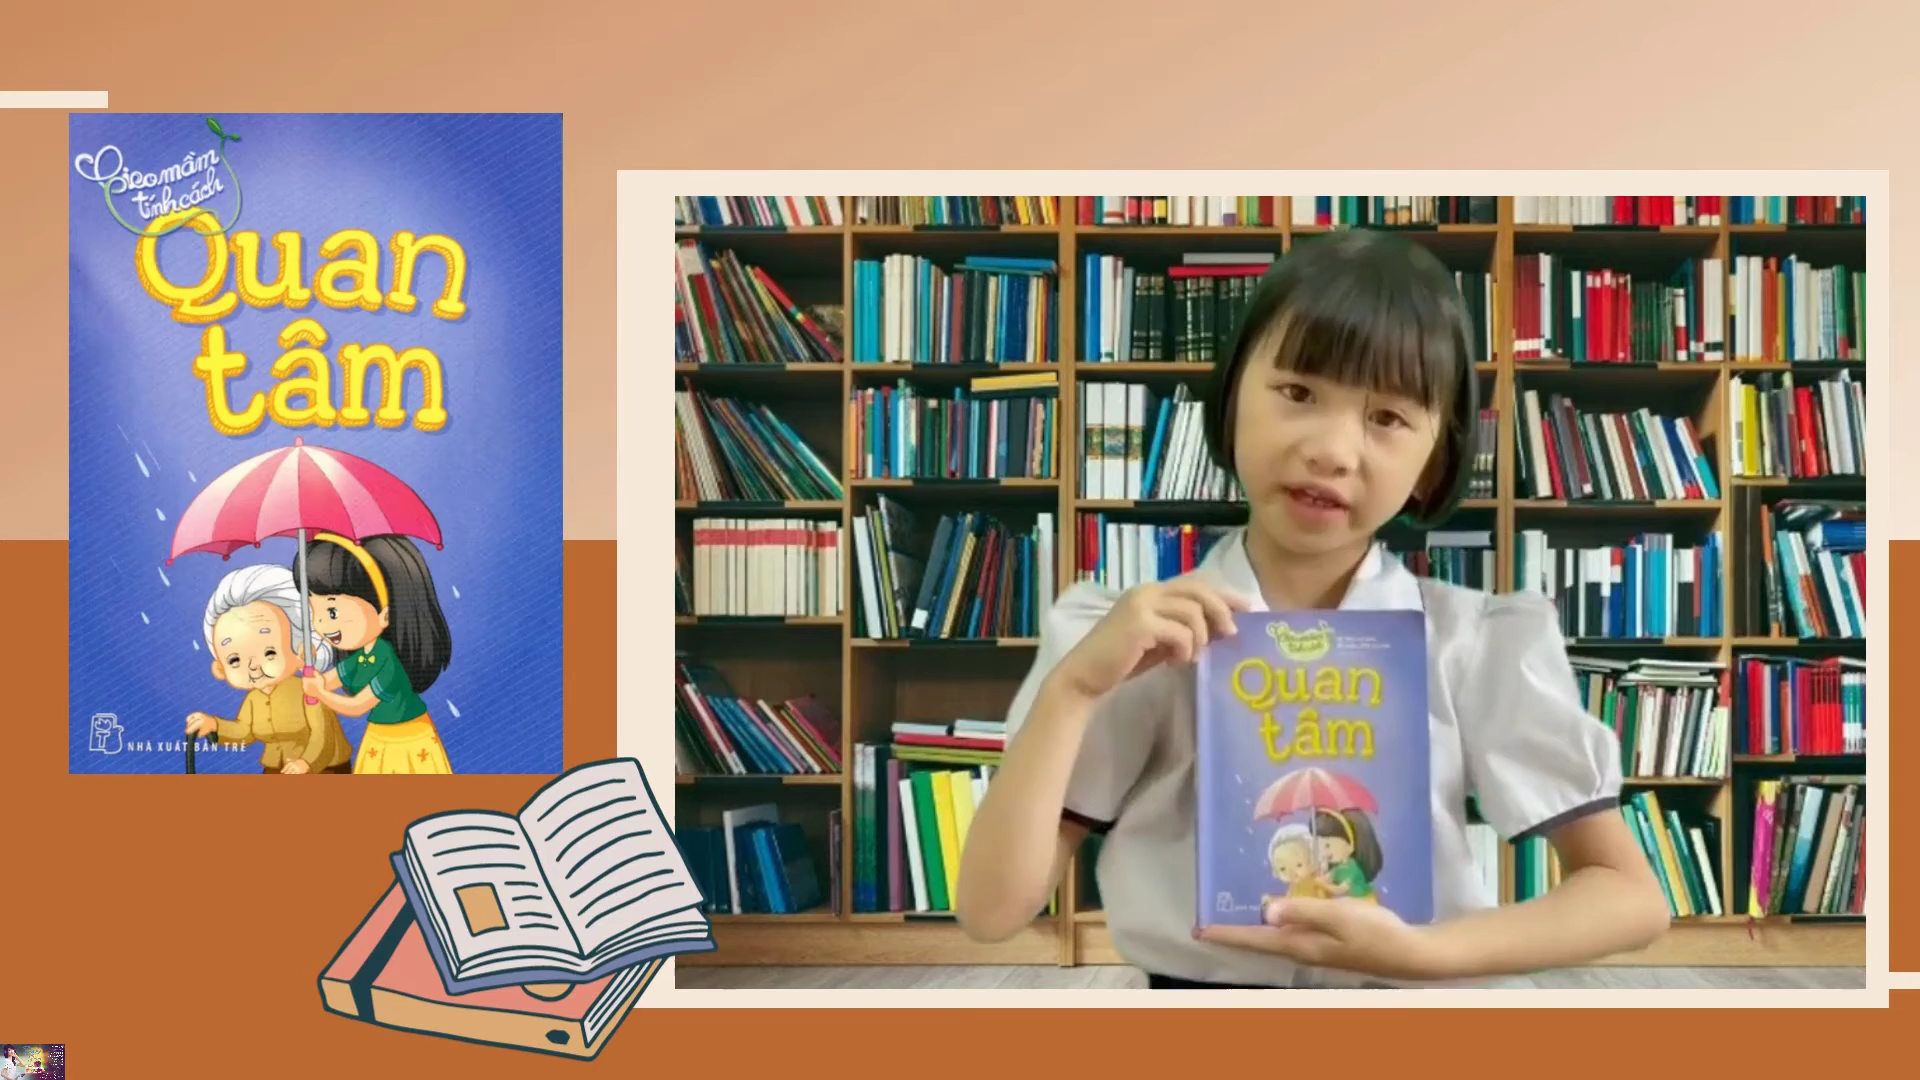 Gieo mầm
tính cách
Quan
tâm
NHÀ XUẤT BẢN TRẺ
Quan
tâm